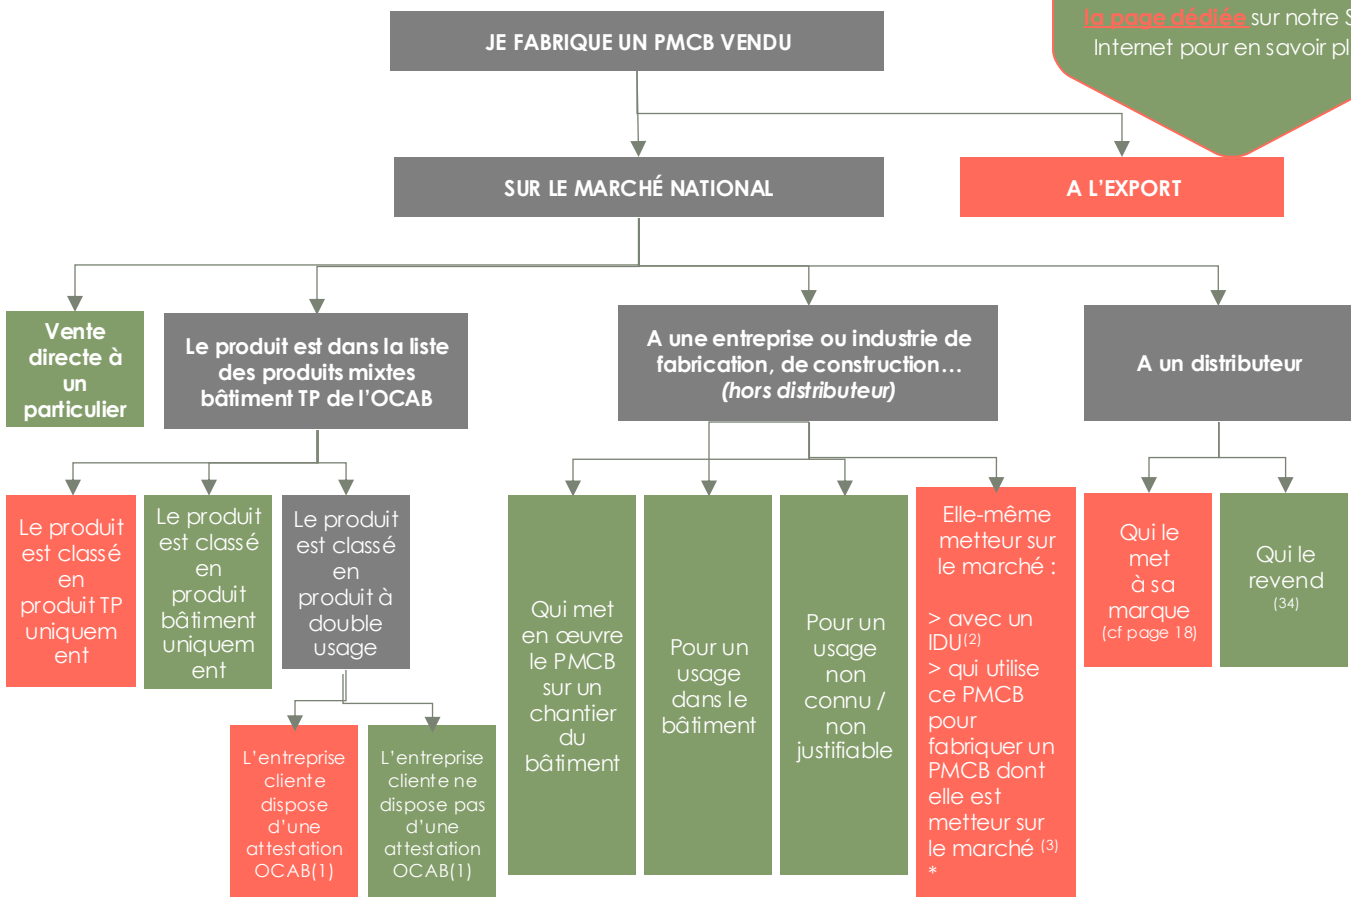 la page dédiée sur notre S
Internet pour en savoir pl
JE FABRIQUE UN PMCB VENDU
SUR LE MARCHÉ NATIONAL
A L’EXPORT
Vente
directe à
un
particulier
Le produit est dans la liste
des produits mixtes
bâtiment TP de l’OCAB
A une entreprise ou industrie de
fabrication, de construction…
(hors distributeur)
A un distributeur
Le produit
est classé
en
produit TP
uniquem
ent
Le produit
est classé
en
produit
bâtiment
uniquem
ent
Le produit
est classé
en
produit à
double
usage
L’entreprise
cliente
dispose
d’une
attestation
OCAB(1)
L’entreprise
cliente ne
dispose pas
d’une
attestation
OCAB(1)
Qui met
en œuvre
le PMCB
sur un
chantier
du
bâtiment
Pour un
usage
dans le
bâtiment
Pour un
usage
non
connu /
non
justifiable
Elle-même
metteur sur
le marché :
> avec un
IDU(2)
> qui utilise
ce PMCB
pour
fabriquer un
PMCB dont
elle est
metteur sur
le marché (3)
*
Qui le
met
à sa
marque
(cf page 18)
Qui le
revend
(34)